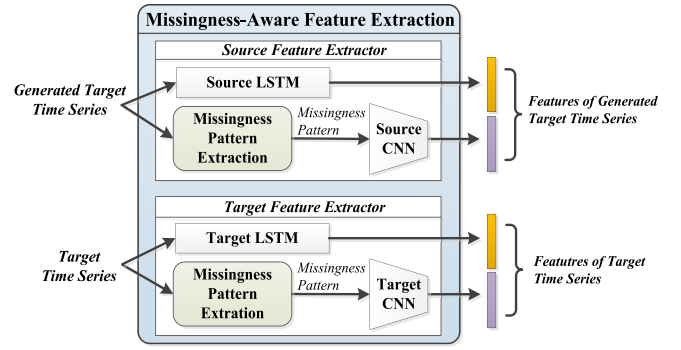 Missingness-Aware Feature Extraction
Source Feature Extractor
Generated Target
Time Series
Source LSTM
Missingness
Pattern
Extraction
Missingness
Pattern
Source
CNN
Features of Generated
Target Time Series
Target Feature Extractor
Target
Time Series
Target LSTM
Missingness
Pattern
Extration
Missingness
Pattern
Target
CNN
Featutres of Target
Time Series